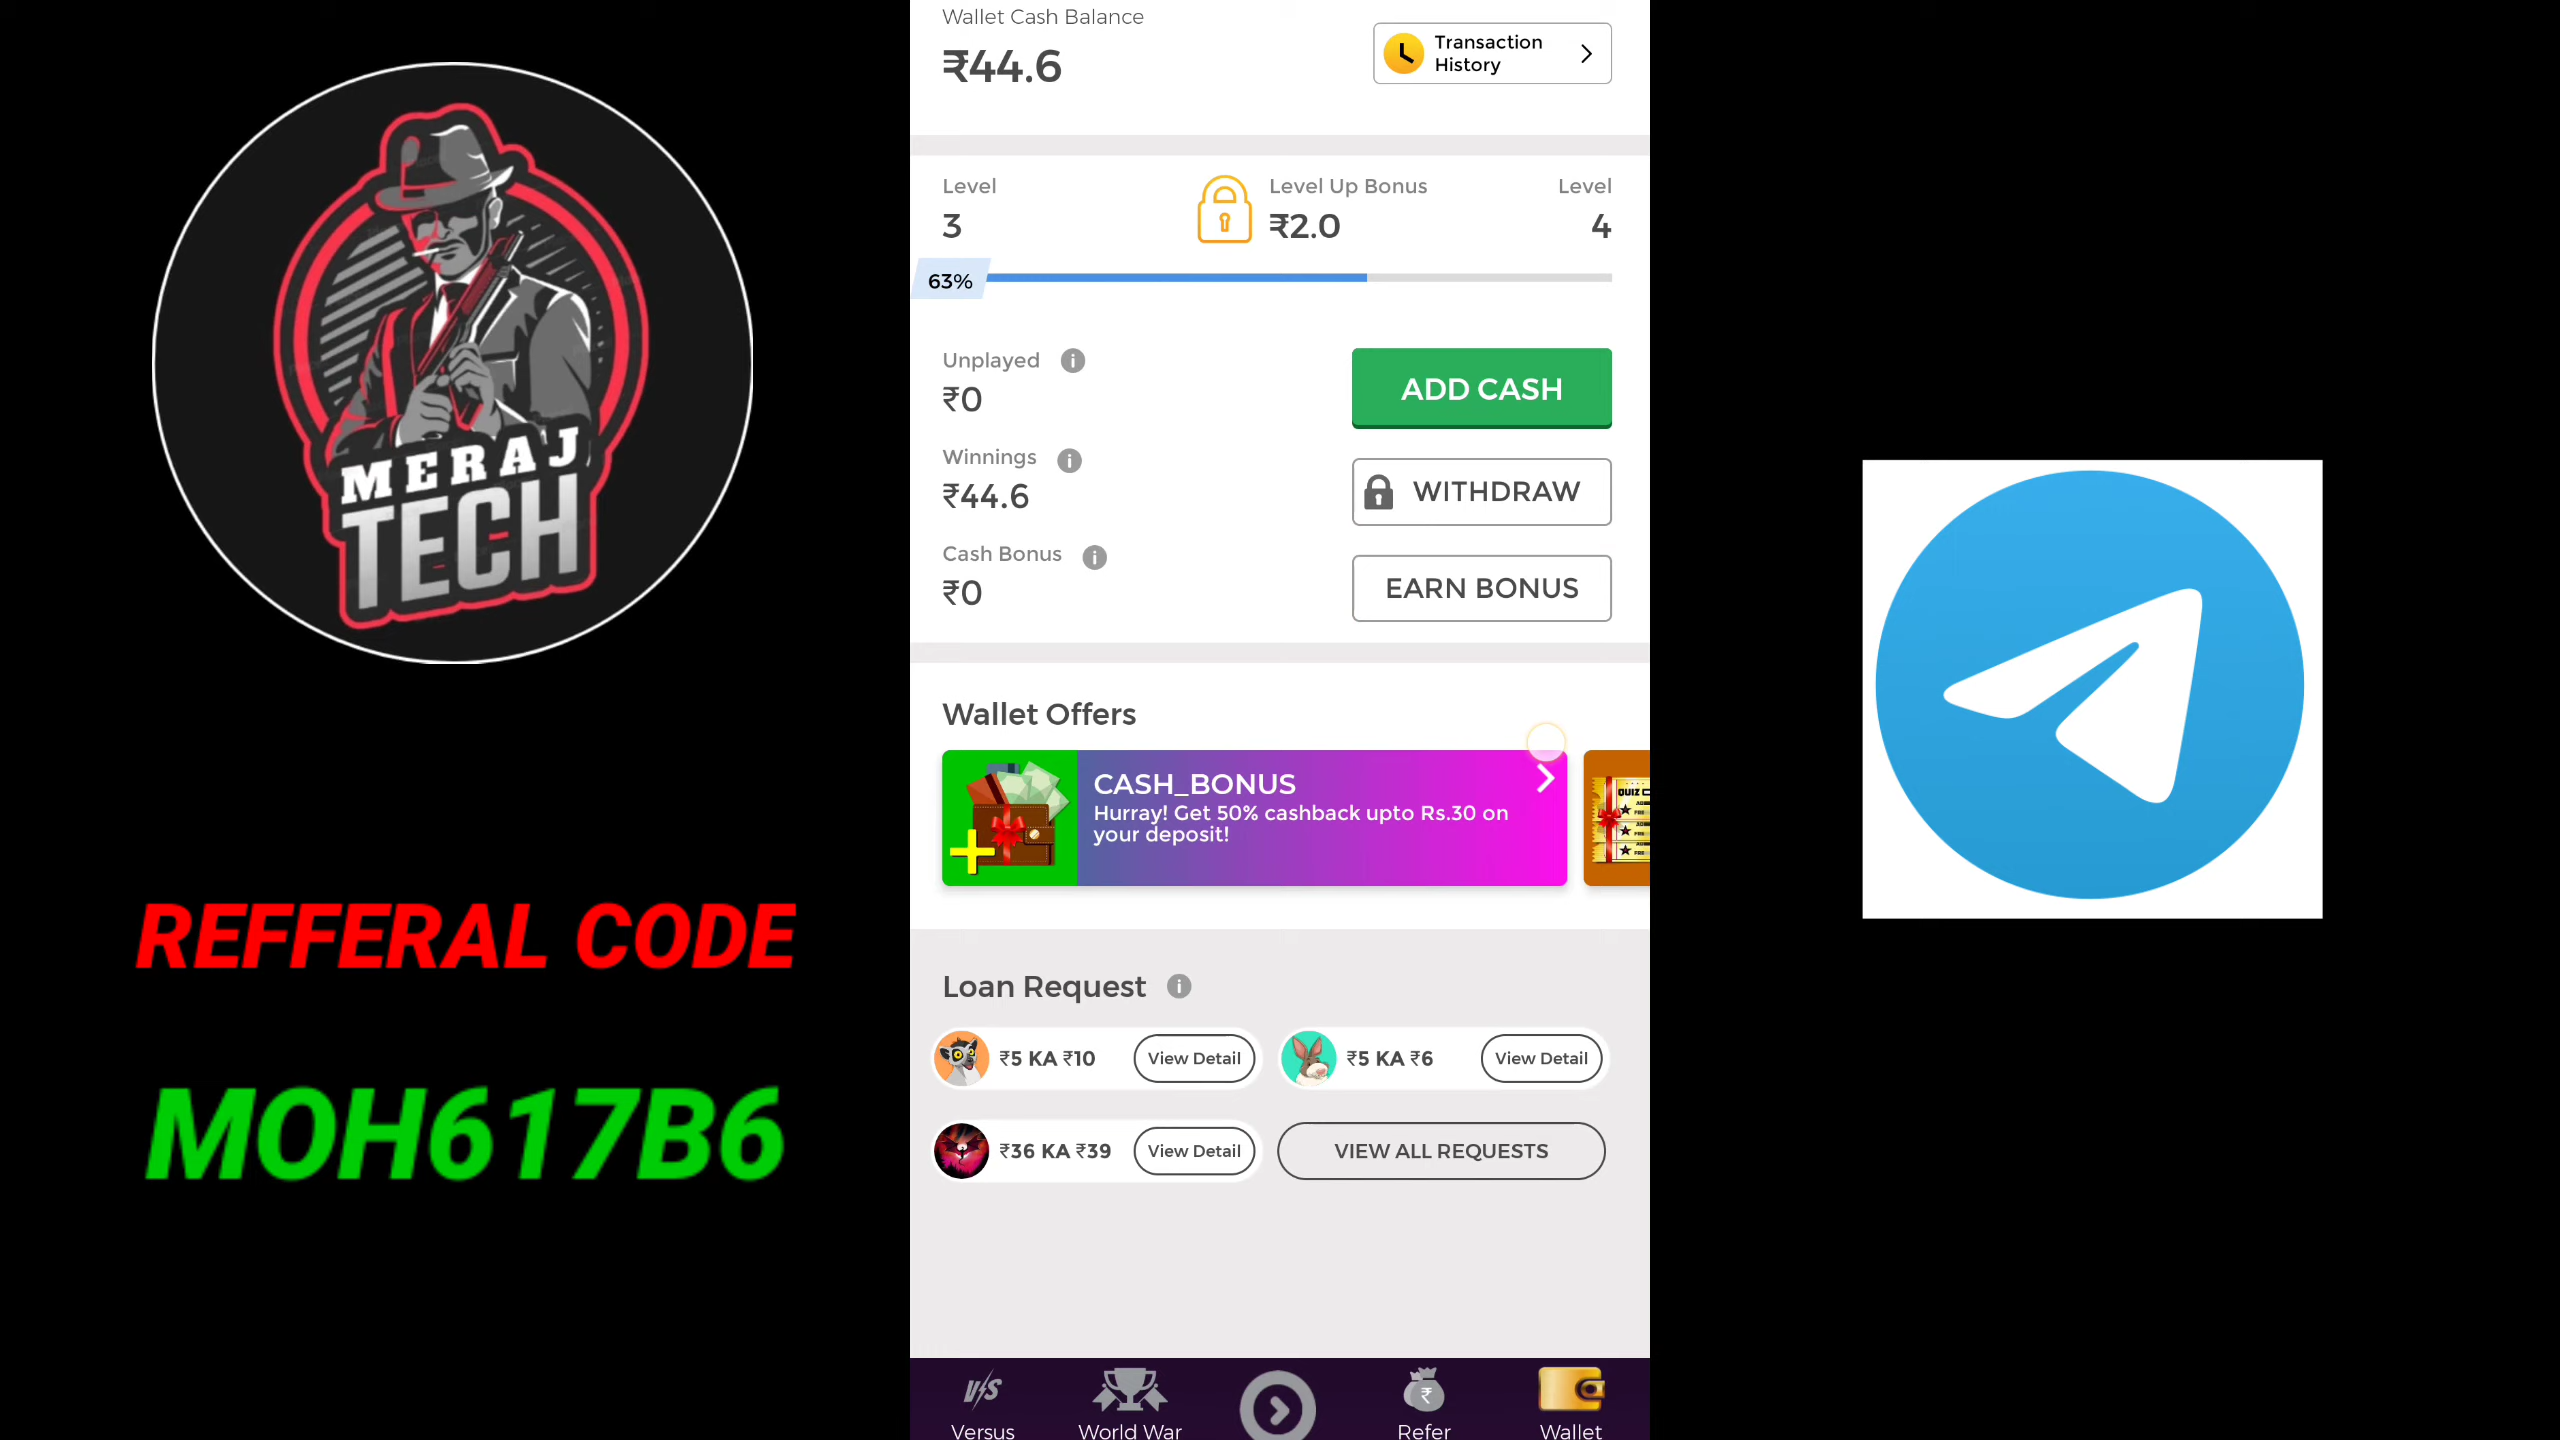 MERAJ
TECH
REFFERAL CODE
MOH617B6
Wallet Cash Balance
₹44.6
Transaction
History
Level
3
Level Up Bonus
₹2.0
Level
4
63%
Unplayed
₹0
ADD CASH
Winnings
₹44.6
WITHDRAW
Cash Bonus
₹0
EARN BONUS
Wallet Offers
CASH_BONUS
Hurray! Get 50% cashback upto Rs.30 on
your deposit!
QUIZ
Loan Request
₹5 KA ₹10
View Detail
₹5 KA ₹6
View Detail
₹36 KA ₹39
View Detail
VIEW ALL REQUESTS
V/S
Versus
World War
₹
Refer
Wallet